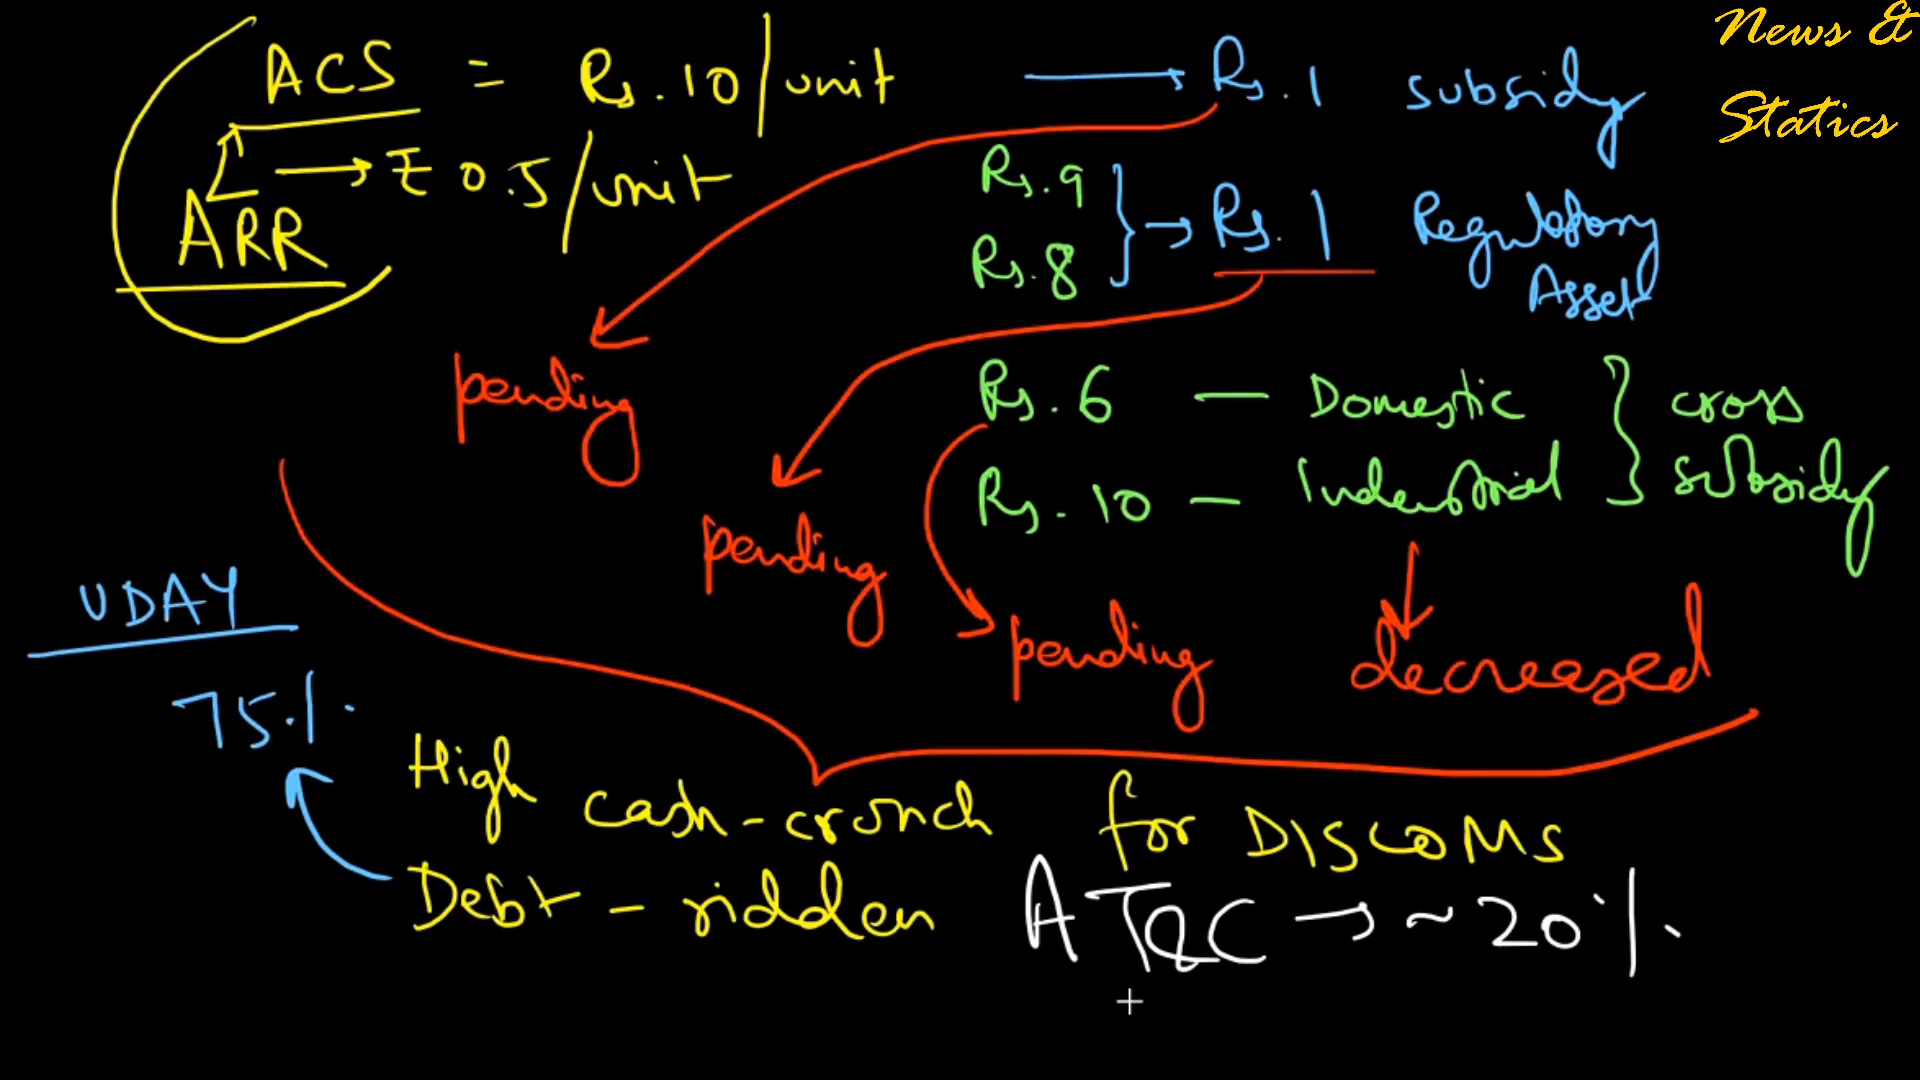 ACS = Rs. 10/unit → Rs. 1 subsidy
→ ₹ 0.5/unit
ARR
Rs. 9
Rs. 8
→ Rs. 1 Regulatory
Asset
pending
Rs. 6 — Domestic
Rs. 10 — Industrial
cross
subsidy
pending
pending
decreased
UDAY
75%.
High cash-crunch for DISCOMs
Debt-ridden
AT&C → ~20%.
News &
Statics